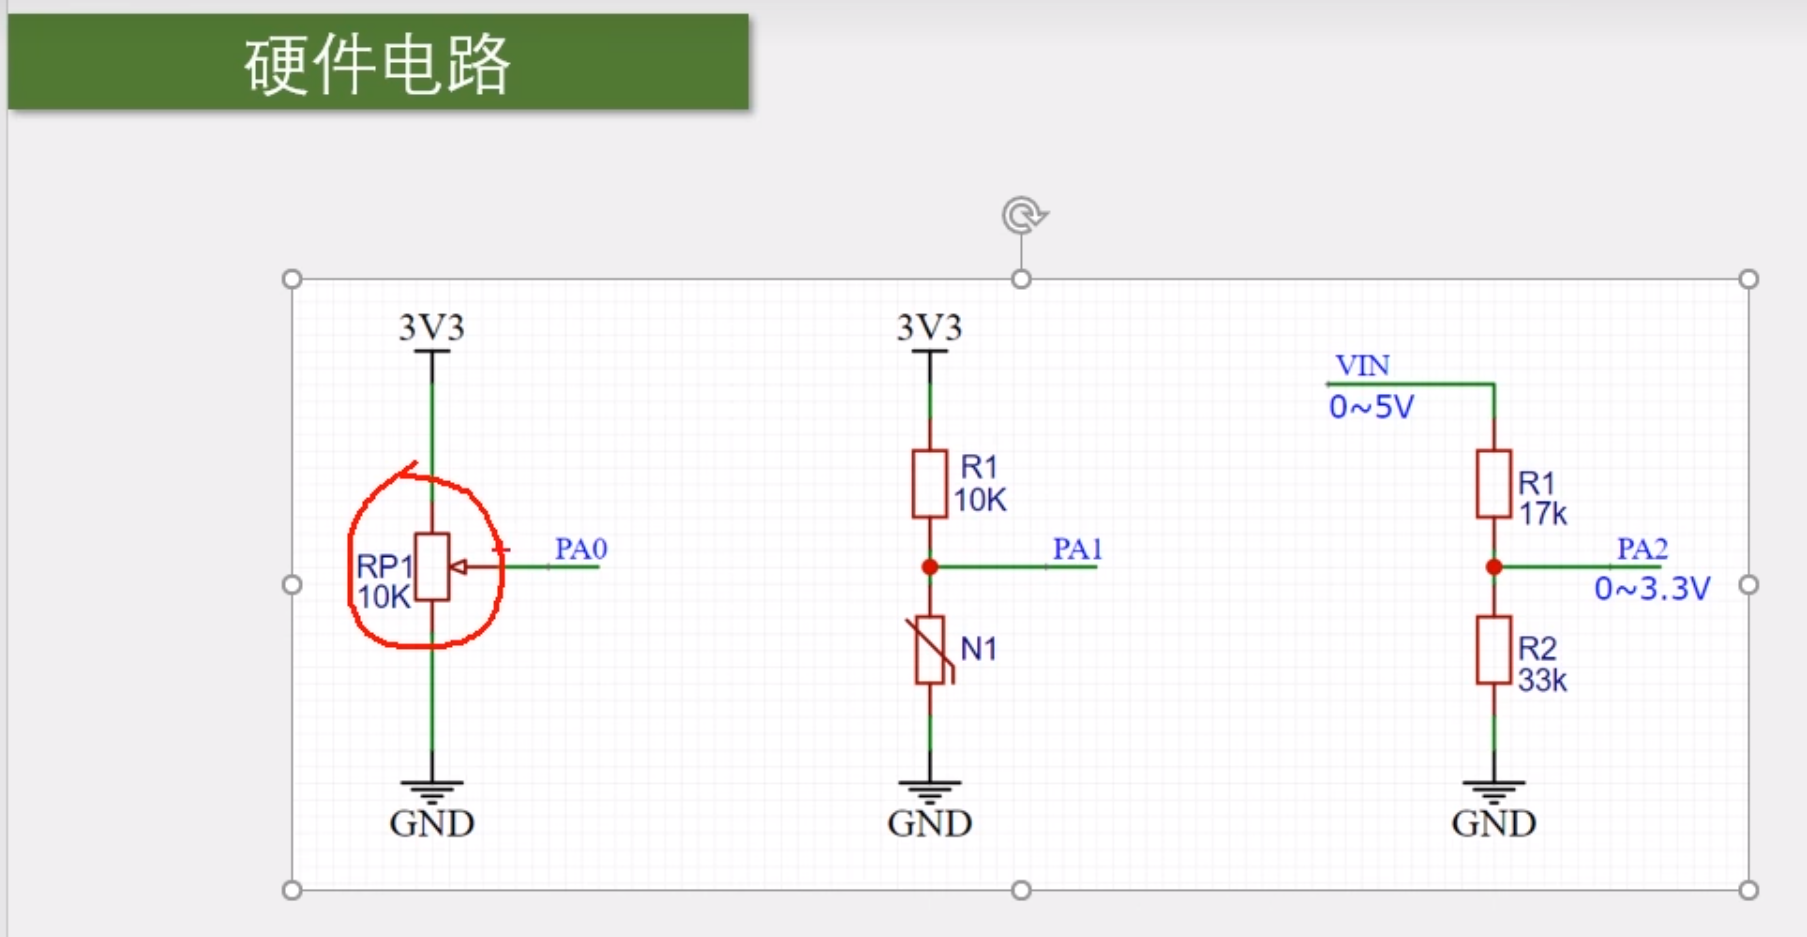 硬件电路
3V3
RP1
10K
PA0
GND
3V3
R1
10K
PA1
N1
GND
VIN
0~5V
R1
17k
PA2
0~3.3V
R2
33k
GND